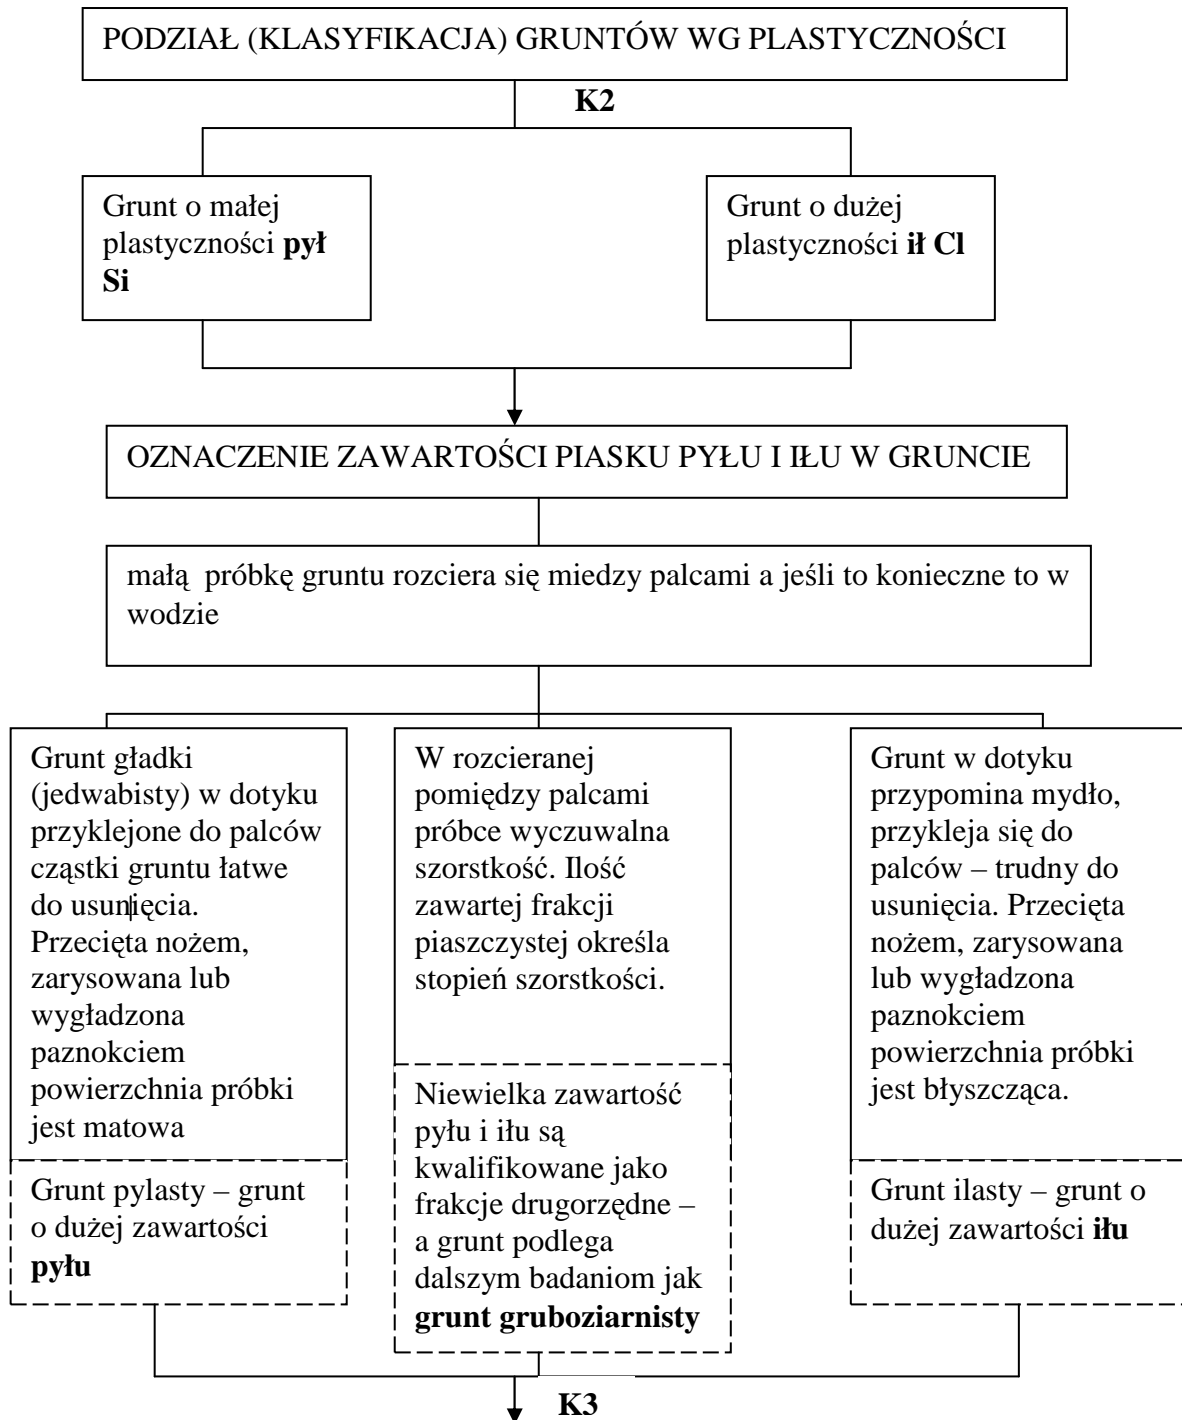 PODZIAŁ (KLASYFIKACJA) GRUNTÓW WG PLASTYCZNOŚCI
K2
Grunt o małej
plastyczności pył
Si
Grunt o dużej
plastyczności ił Cl
OZNACZENIE ZAWARTOŚCI PIASKU PYŁU I IŁU W GRUNCIE
małą próbkę gruntu rozciera się miedzy palcami a jeśli to konieczne to w
wodzie
Grunt gładki
(jedwabisty) w dotyku
przyklejone do palców
cząstki gruntu łatwe
do usunięcia.
Przecięta nożem,
zarysowana lub
wygładzona
paznokciem
powierzchnia próbki
jest matowa
Grunt pylasty – grunt
o dużej zawartości
pyłu
W rozcieranej
pomiędzy palcami
próbce wyczuwalna
szorstkość. Ilość
zawartej frakcji
piaszczystej określa
stopień szorstkości.
Niewielka zawartość
pyłu i iłu są
kwalifikowane jako
frakcje drugorzędne –
a grunt podlega
dalszym badaniom jak
grunt gruboziarnisty
Grunt w dotyku
przypomina mydło,
przykleja się do
palców – trudny do
usunięcia. Przecięta
nożem, zarysowana
lub wygładzona
paznokciem
powierzchnia próbki
jest błyszcząca.
Grunt ilasty – grunt o
dużej zawartości iłu
K3